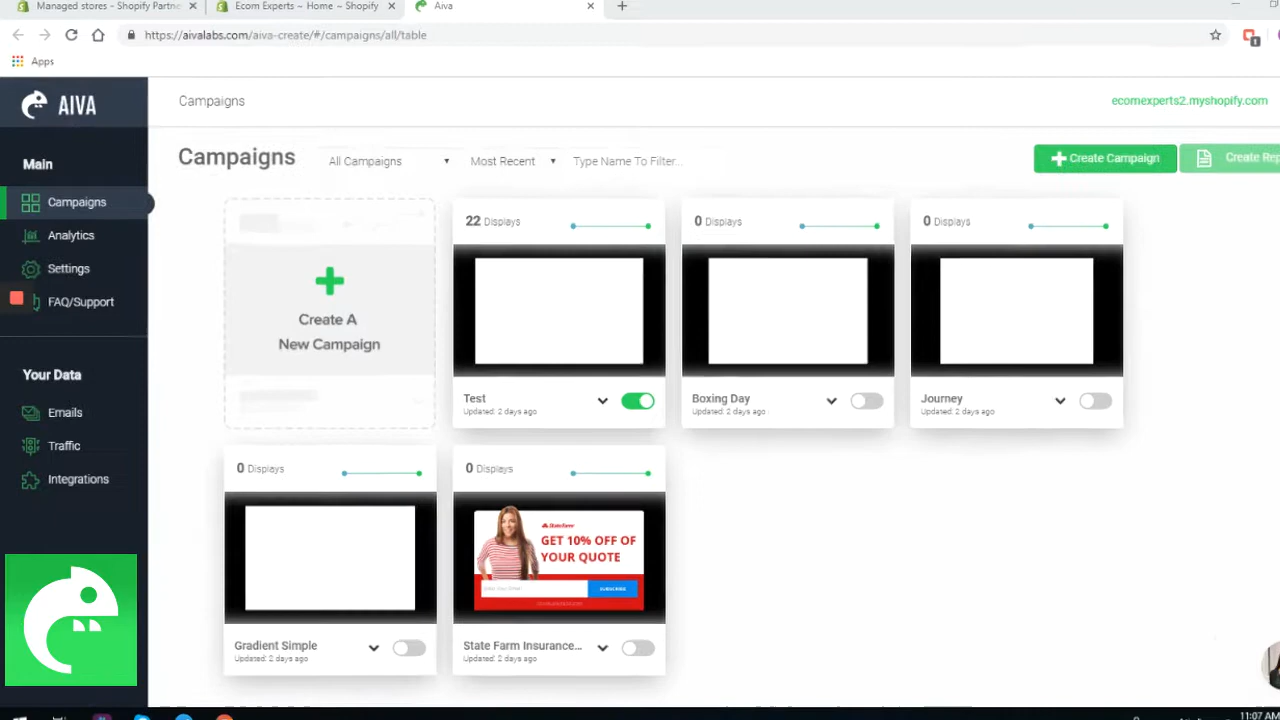 Managed stores - Shopify Partne
Ecom Experts ~ Home ~ Shopify
Aiva
https://aivalabs.com/aiva-create/#/campaigns/all/table
1
Apps
AIVA
Campaigns
ecomexperts2.myshopify.com
Main
Campaigns
Analytics
Settings
FAQ/Support
Your Data
Emails
Traffic
Integrations
Campaigns
All Campaigns
Most Recent
Type Name To Filter...
Create Campaign
Create Rep
Create A
New Campaign
22 Displays
Test
Updated: 2 days ago
0 Displays
Boxing Day
Updated: 2 days ago
0 Displays
Journey
Updated: 2 days ago
0 Displays
Gradient Simple
Updated: 2 days ago
0 Displays
StateFarm
GET 10% OFF OF
YOUR QUOTE
SUBSCRIBE
State Farm Insurance...
Updated: 2 days ago
11:07 AM